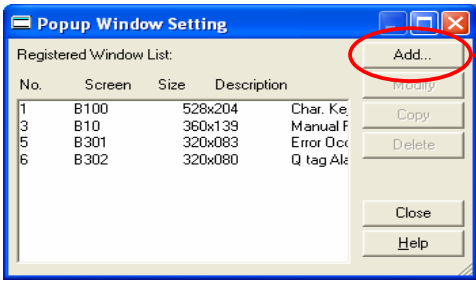 Popup Window Setting
Registered Window List:
No. Screen Size Description
1 B100 528x204 Char. Ke
3 B10 360x139 Manual
5 B301 320x083 Error Occ
6 B302 320x080 Q tag Ala
Add...
Modify
Copy
Delete
Close
Help